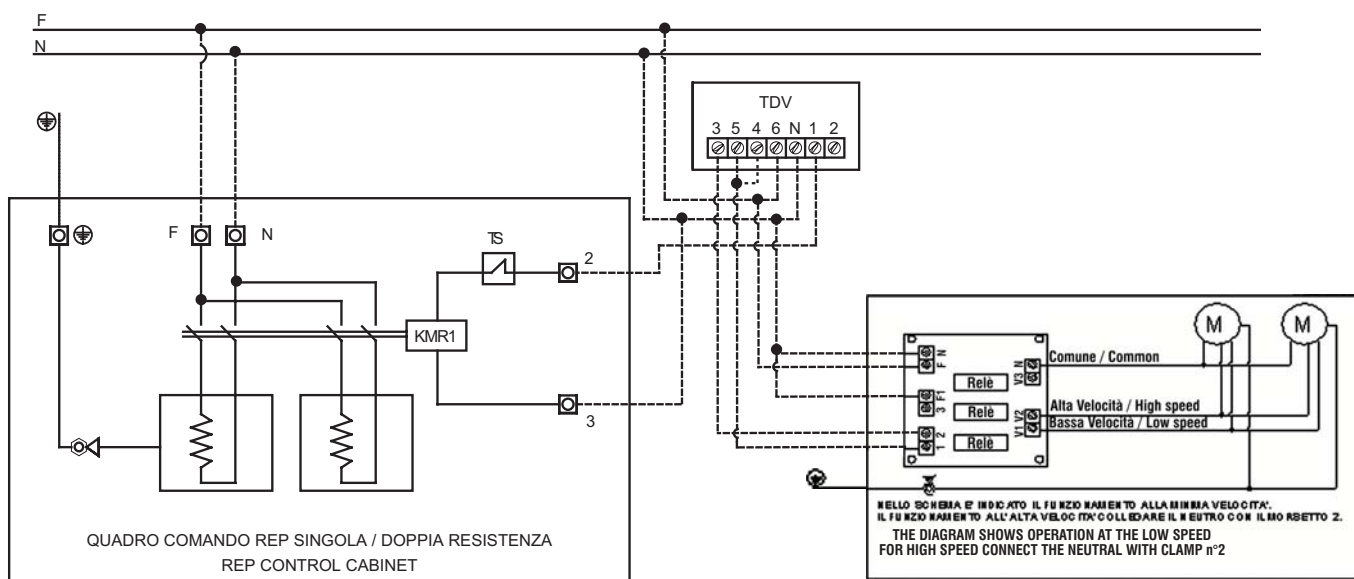 F
N
TDV
3 5 4 6 N 1 2
F
N
TS
2
KMR1
3
QUADRO COMANDO REP SINGOLA / DOPPIA RESISTENZA
REP CONTROL CABINET
M
M
N
F
F1
3
2
1
Relè
Relè
Relè
N
V3
V2
V1
Comune / Common
Alta Velocità / High speed
Bassa Velocità / Low speed
NELLO SCHEMA E' INDICATO IL FUNZIONAMENTO ALLA MINIMA VELOCITA'.
IL FUNZIONAMENTO ALL'ALTA VELOCITA' COLLEGARE IL NEUTRO CON IL MORSETTO 2.
THE DIAGRAM SHOWS OPERATION AT THE LOW SPEED
FOR HIGH SPEED CONNECT THE NEUTRAL WITH CLAMP n°2